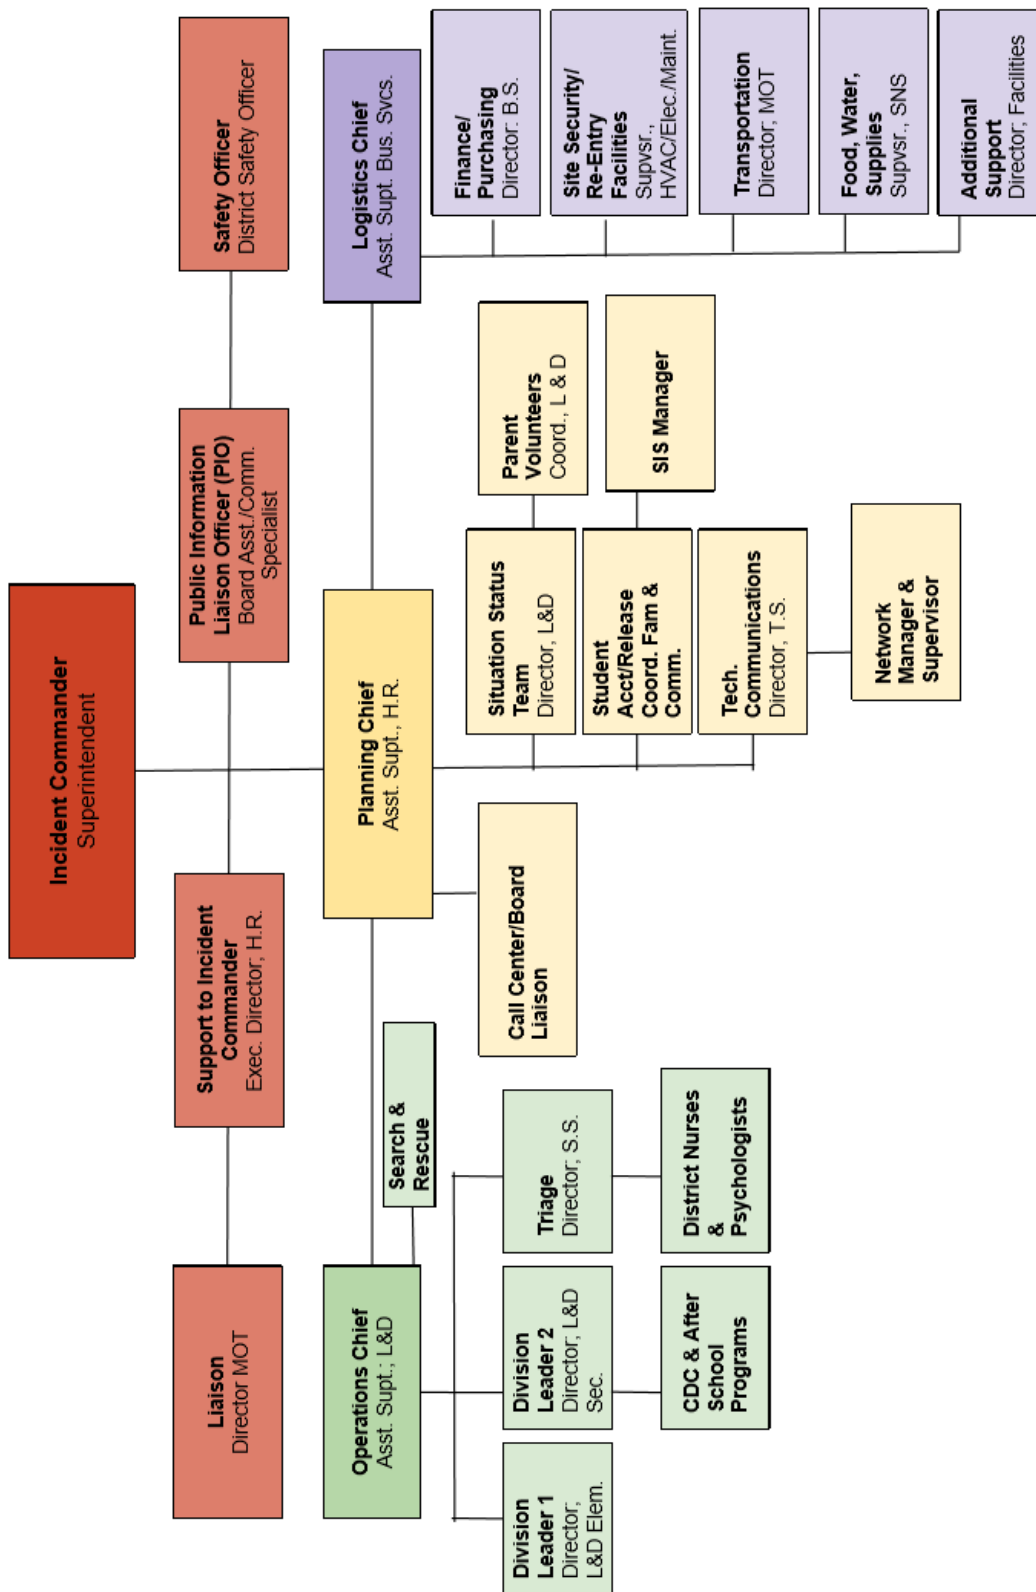 Incident Commander
Superintendent
Liaison
Director MOT
Support to Incident
Commander
Exec. Director; H.R.
Public Information
Liaison Officer (PIO)
Board Asst./Comm.
Specialist
Safety Officer
District Safety Officer
Operations Chief
Asst. Supt.; L&D
Planning Chief
Asst. Supt., H.R.
Logistics Chief
Asst. Supt. Bus. Svcs.
Search &
Rescue
Division
Leader 1
Director;
L&D Elem.
Division
Leader 2
Director; L&D
Sec.
Triage
Director; S.S.
CDC & After
School
Programs
District Nurses
&
Psychologists
Call Center/Board
Liaison
Situation Status
Team
Director, L&D
Parent
Volunteers
Coord., L & D
Student
Acct/Release
Coord. Fam &
Comm.
SIS Manager
Tech.
Communications
Director, T.S.
Network
Manager &
Supervisor
Finance/
Purchasing
Director: B.S.
Site Security/
Re-Entry
Facilities
Supvsr.,
HVAC/Elec./Maint.
Transportation
Director; MOT
Food, Water,
Supplies
Supvsr., SNS
Additional
Support
Director; Facilities